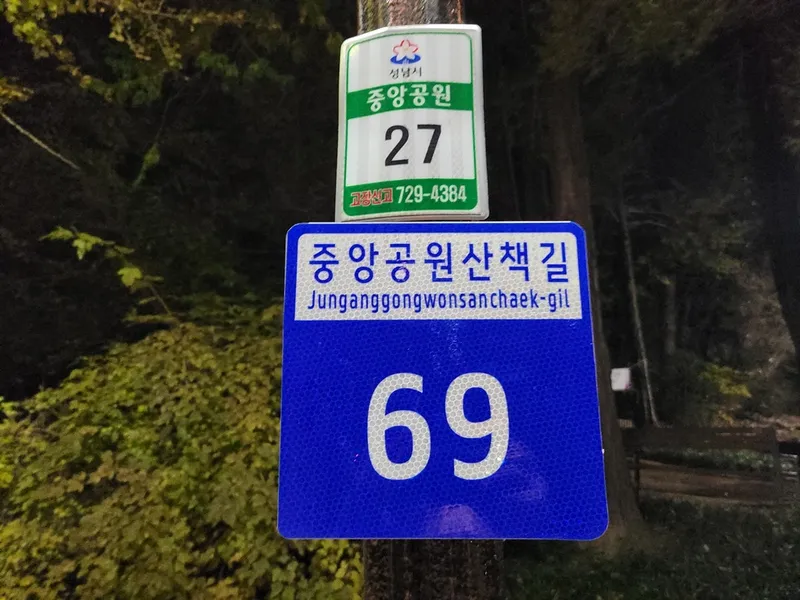 성남시
중앙공원
27
고장신고 729-4384
중앙공원산책길
Junganggongwonsanchaek-gil
69